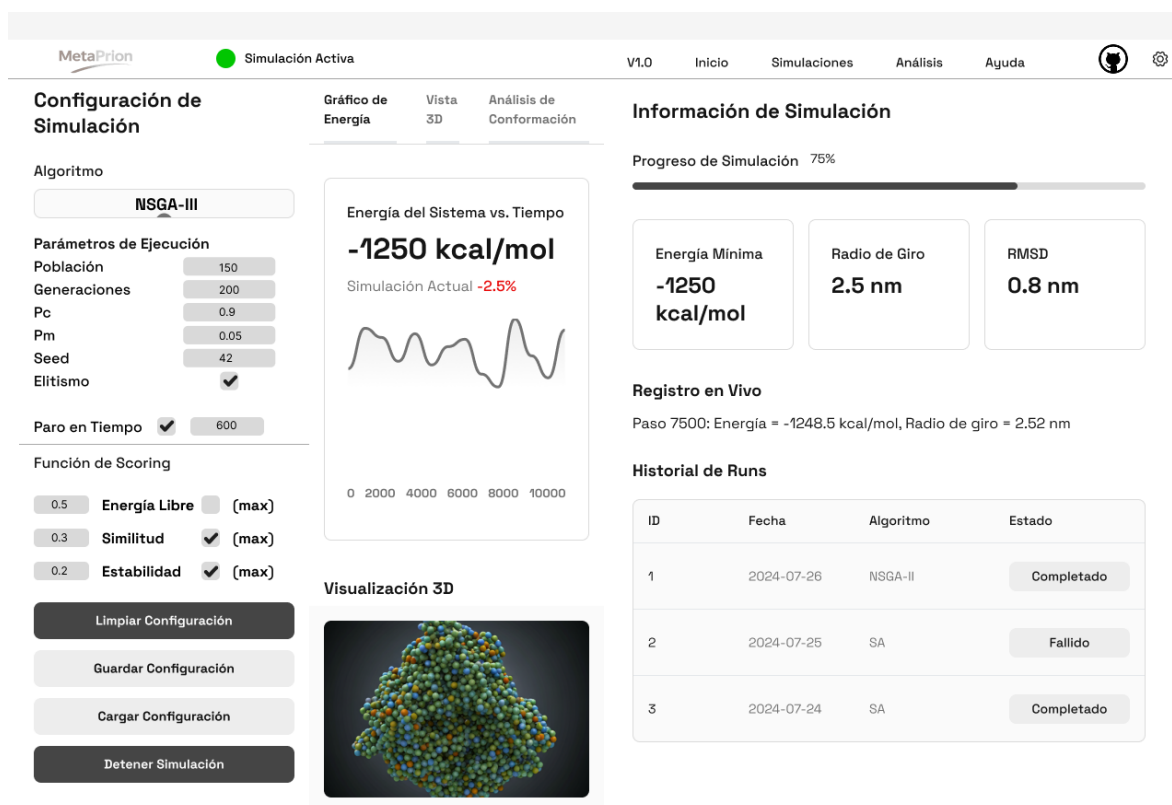 MetaPrion
Simulación Activa
V1.0 Inicio Simulaciones Análisis Ayuda
Configuración de
Simulación
Algoritmo
NSGA-III
Parámetros de Ejecución
Población 150
Generaciones 200
Pc 0.9
Pm 0.05
Seed 42
Elitismo
Paro en Tiempo 600
Función de Scoring
0.5 Energía Libre (max)
0.3 Similitud (max)
0.2 Estabilidad (max)
Limpiar Configuración
Guardar Configuración
Cargar Configuración
Detener Simulación
Gráfico de
Energía
Vista
3D
Análisis de
Conformación
Energía del Sistema vs. Tiempo
-1250 kcal/mol
Simulación Actual -2.5%
0 2000 4000 6000 8000 10000
Visualización 3D
Información de Simulación
Progreso de Simulación 75%
Energía Mínima
-1250
kcal/mol
Radio de Giro
2.5 nm
RMSD
0.8 nm
Registro en Vivo
Paso 7500: Energía = -1248.5 kcal/mol, Radio de giro = 2.52 nm
Historial de Runs
ID Fecha Algoritmo Estado
1 2024-07-26 NSGA-II Completado
2 2024-07-25 SA Fallido
3 2024-07-24 SA Completado